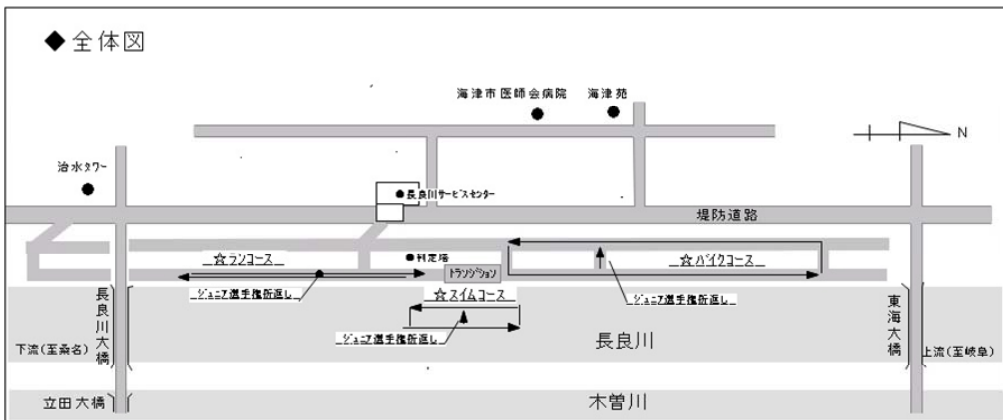 ◆全体図
海津市医師会病院
海津苑
N
治水タワー
長良川サービスセンター
堤防道路
☆ランコース
判定塔
トランジション
☆バイクコース
ジュニア選手権折返し
☆スイムコース
ジュニア選手権折返し
ジュニア選手権折返し
長良川大橋
長良川
東海大橋
下流(至桑名)
上流(至岐阜)
立田大橋
木曽川